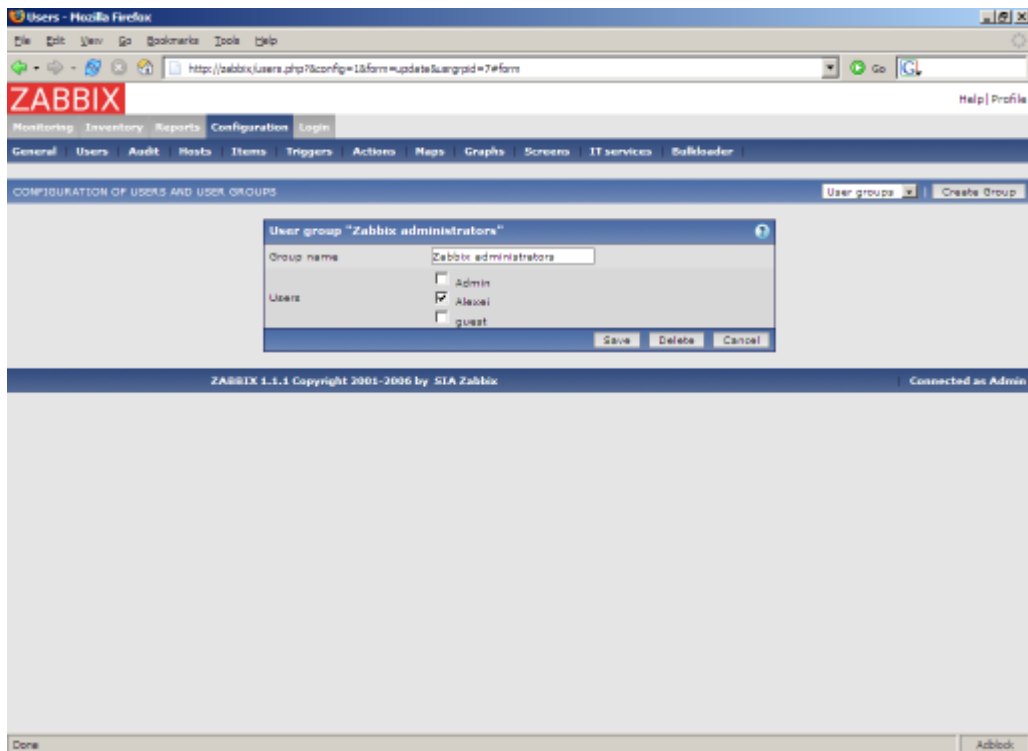 Users - Mozilla Firefox
File Edit View Go Bookmarks Tools Help
http://zabbix/users.php?&config=1&form=update&usrgrpid=7#form Go
ZABBIX
Help | Profile
Monitoring Inventory Reports Configuration Login
General | Users | Audit | Hosts | Items | Triggers | Actions | Maps | Graphs | Screens | IT services | Bulkloader |
CONFIGURATION OF USERS AND USER GROUPS User groups | Create Group
User group "Zabbix administrators"
Group name Zabbix administrators
Users
Admin
Alexei
guest
Save Delete Cancel
ZABBIX 1.1.1 Copyright 2001-2006 by SIA Zabbix | Connected as Admin
Done Adblock